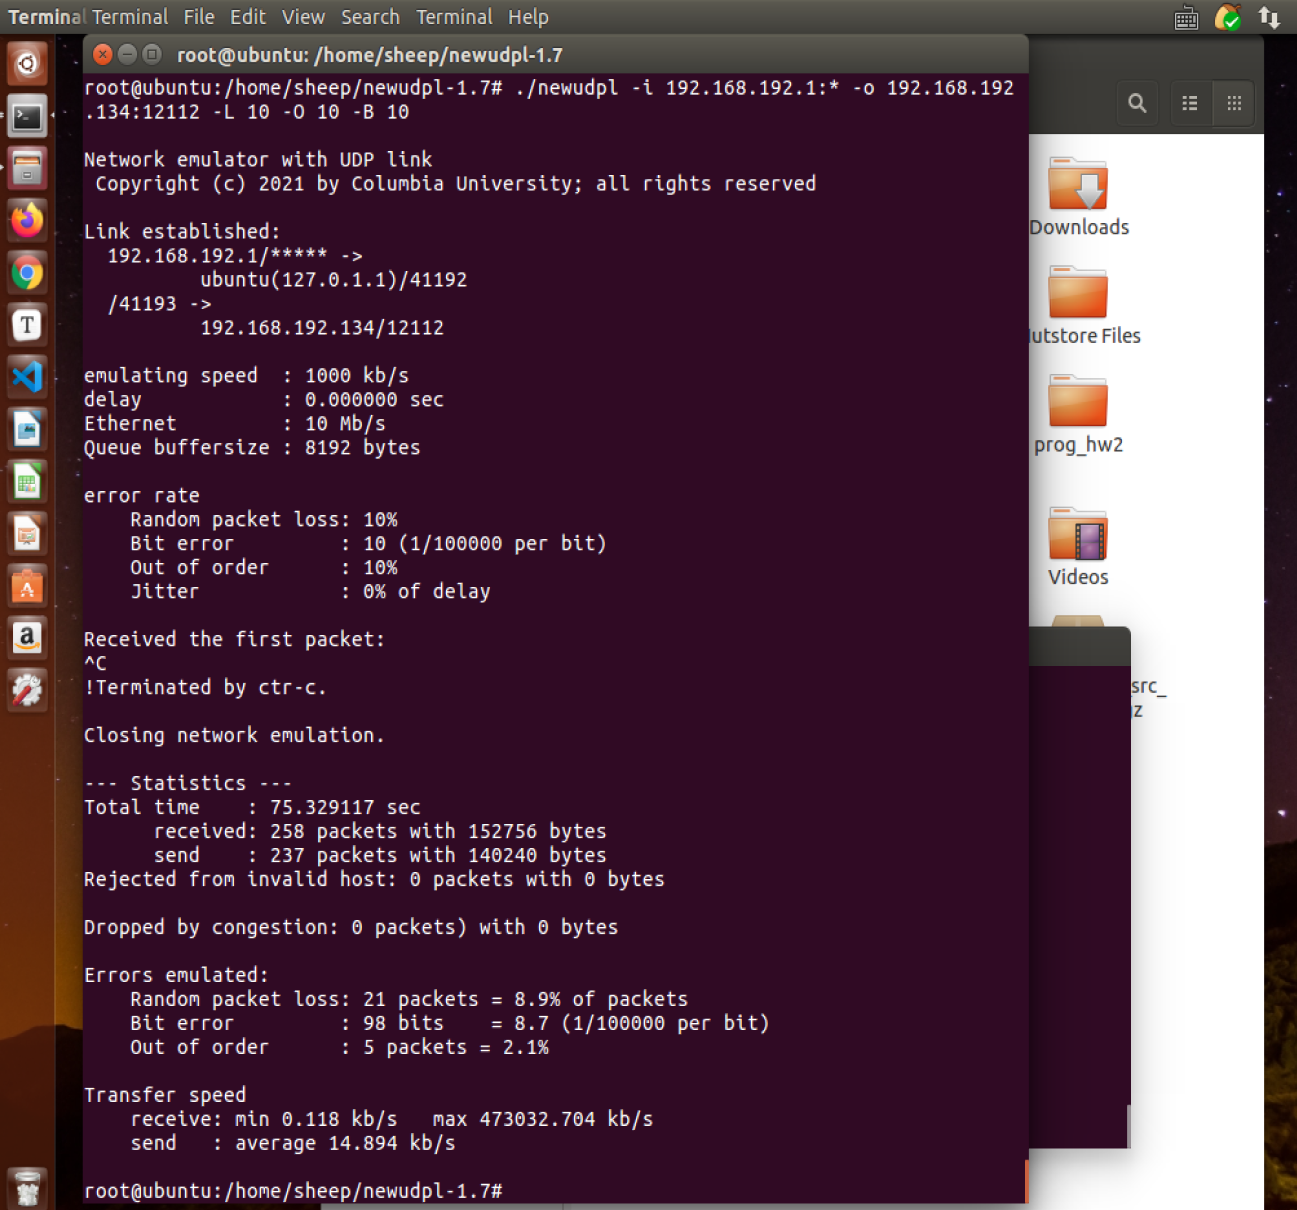 Terminal Terminal File Edit View Search Terminal Help
root@ubuntu: /home/sheep/newudpl-1.7
root@ubuntu:/home/sheep/newudpl-1.7# ./newudpl -i 192.168.192.1:* -o 192.168.192
.134:12112 -L 10 -O 10 -B 10
Network emulator with UDP link
Copyright (c) 2021 by Columbia University; all rights reserved
Link established:
192.168.192.1/***** ->
ubuntu(127.0.1.1)/41192
/41193 ->
192.168.192.134/12112
emulating speed : 1000 kb/s
delay : 0.000000 sec
Ethernet : 10 Mb/s
Queue buffersize : 8192 bytes
error rate
Random packet loss: 10%
Bit error : 10 (1/100000 per bit)
Out of order : 10%
Jitter : 0% of delay
Received the first packet:
^C
!Terminated by ctr-c.
Closing network emulation.
--- Statistics ---
Total time : 75.329117 sec
received: 258 packets with 152756 bytes
send : 237 packets with 140240 bytes
Rejected from invalid host: 0 packets with 0 bytes
Dropped by congestion: 0 packets) with 0 bytes
Errors emulated:
Random packet loss: 21 packets = 8.9% of packets
Bit error : 98 bits = 8.7 (1/100000 per bit)
Out of order : 5 packets = 2.1%
Transfer speed
receive: min 0.118 kb/s max 473032.704 kb/s
send : average 14.894 kb/s
root@ubuntu:/home/sheep/newudpl-1.7#
Downloads
utstore Files
prog_hw2
Videos
src_
gz